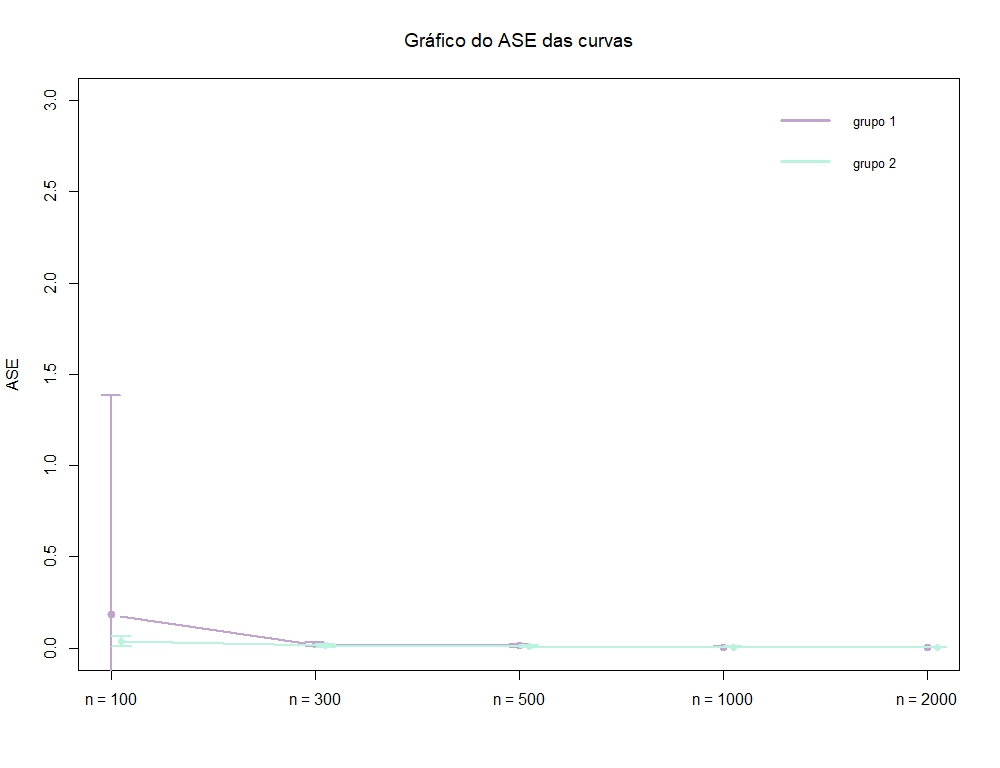 Gráfico do ASE das curvas
grupo 1
grupo 2
ASE
3.0
2.5
2.0
1.5
1.0
0.5
0.0
n = 100
n = 300
n = 500
n = 1000
n = 2000